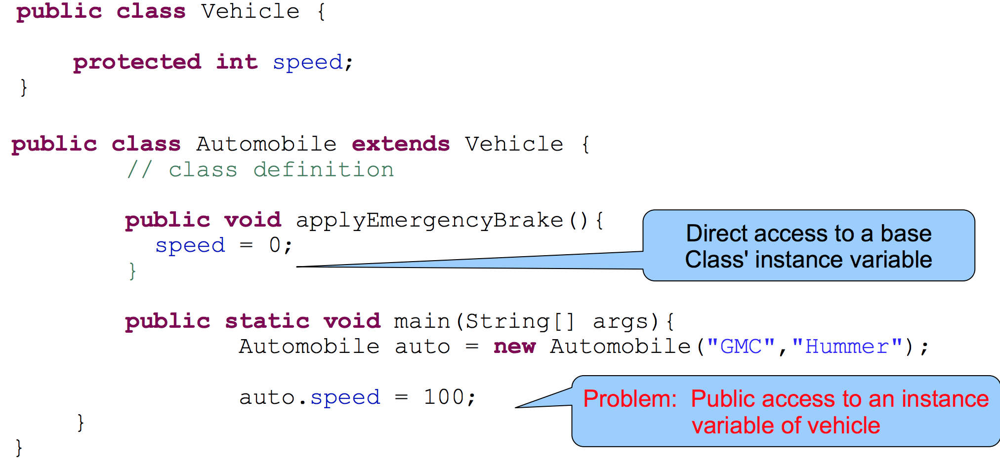 public class Vehicle {
protected int speed;
}
public class Automobile extends Vehicle {
// class definition
public void applyEmergencyBrake(){
speed = 0;
}
Direct access to a base
Class' instance variable
public static void main(String[] args){
Automobile auto = new Automobile("GMC","Hummer");
auto.speed = 100;
Problem: Public access to an instance
variable of vehicle
}
}